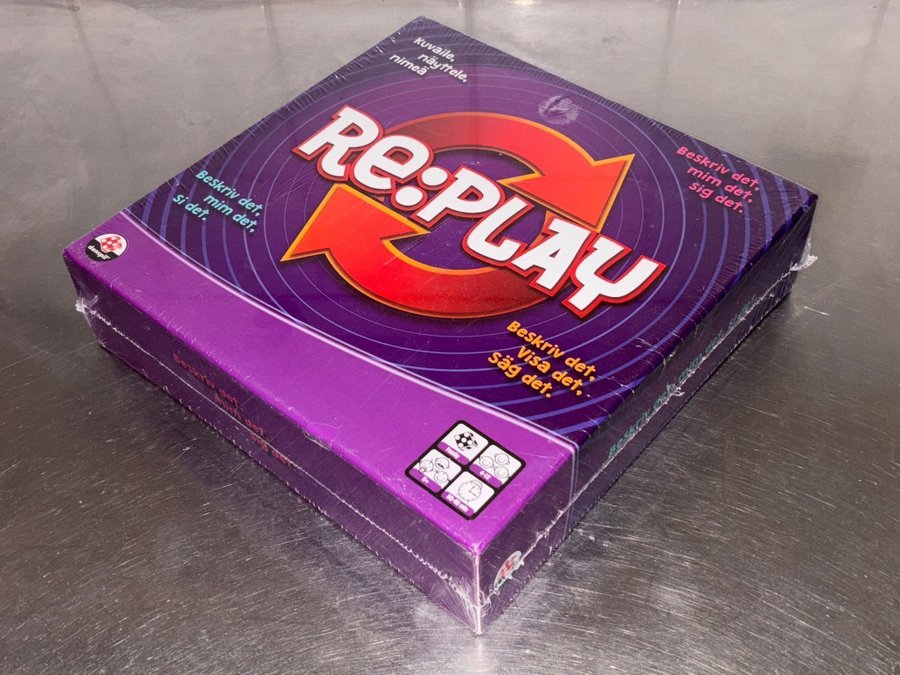 Kuvaile,
näyttele,
nimeä
Re:PLAY
Beskriv det,
mim det,
sig det.
Beskriv det,
mim det,
si det.
danspil
Beskriv det,
Visa det,
Säg det.